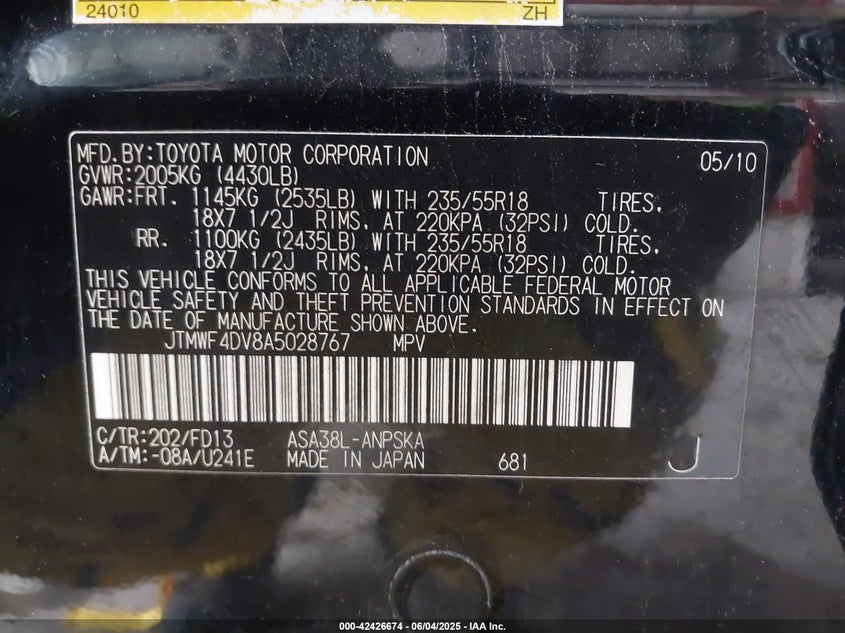 24010 ZH
MFD.BY:TOYOTA MOTOR CORPORATION 05/10
GVWR:2005KG (4430LB)
GAWR:FRT. 1145KG (2535LB) WITH 235/55R18 TIRES,
18X7 1/2J RIMS, AT 220KPA (32PSI) COLD.
RR. 1100KG (2435LB) WITH 235/55R18 TIRES,
18X7 1/2J RIMS, AT 220KPA (32PSI) COLD.
THIS VEHICLE CONFORMS TO ALL APPLICABLE FEDERAL MOTOR
VEHICLE SAFETY AND THEFT PREVENTION STANDARDS IN EFFECT ON
THE DATE OF MANUFACTURE SHOWN ABOVE.
JTMWF4DV8A5028767 MPV
C/TR:202/FD13 ASA38L-ANPSKA
A/TM:-08A/U241E MADE IN JAPAN 681 J
000-42426674 - 06/04/2025 - IAA Inc.